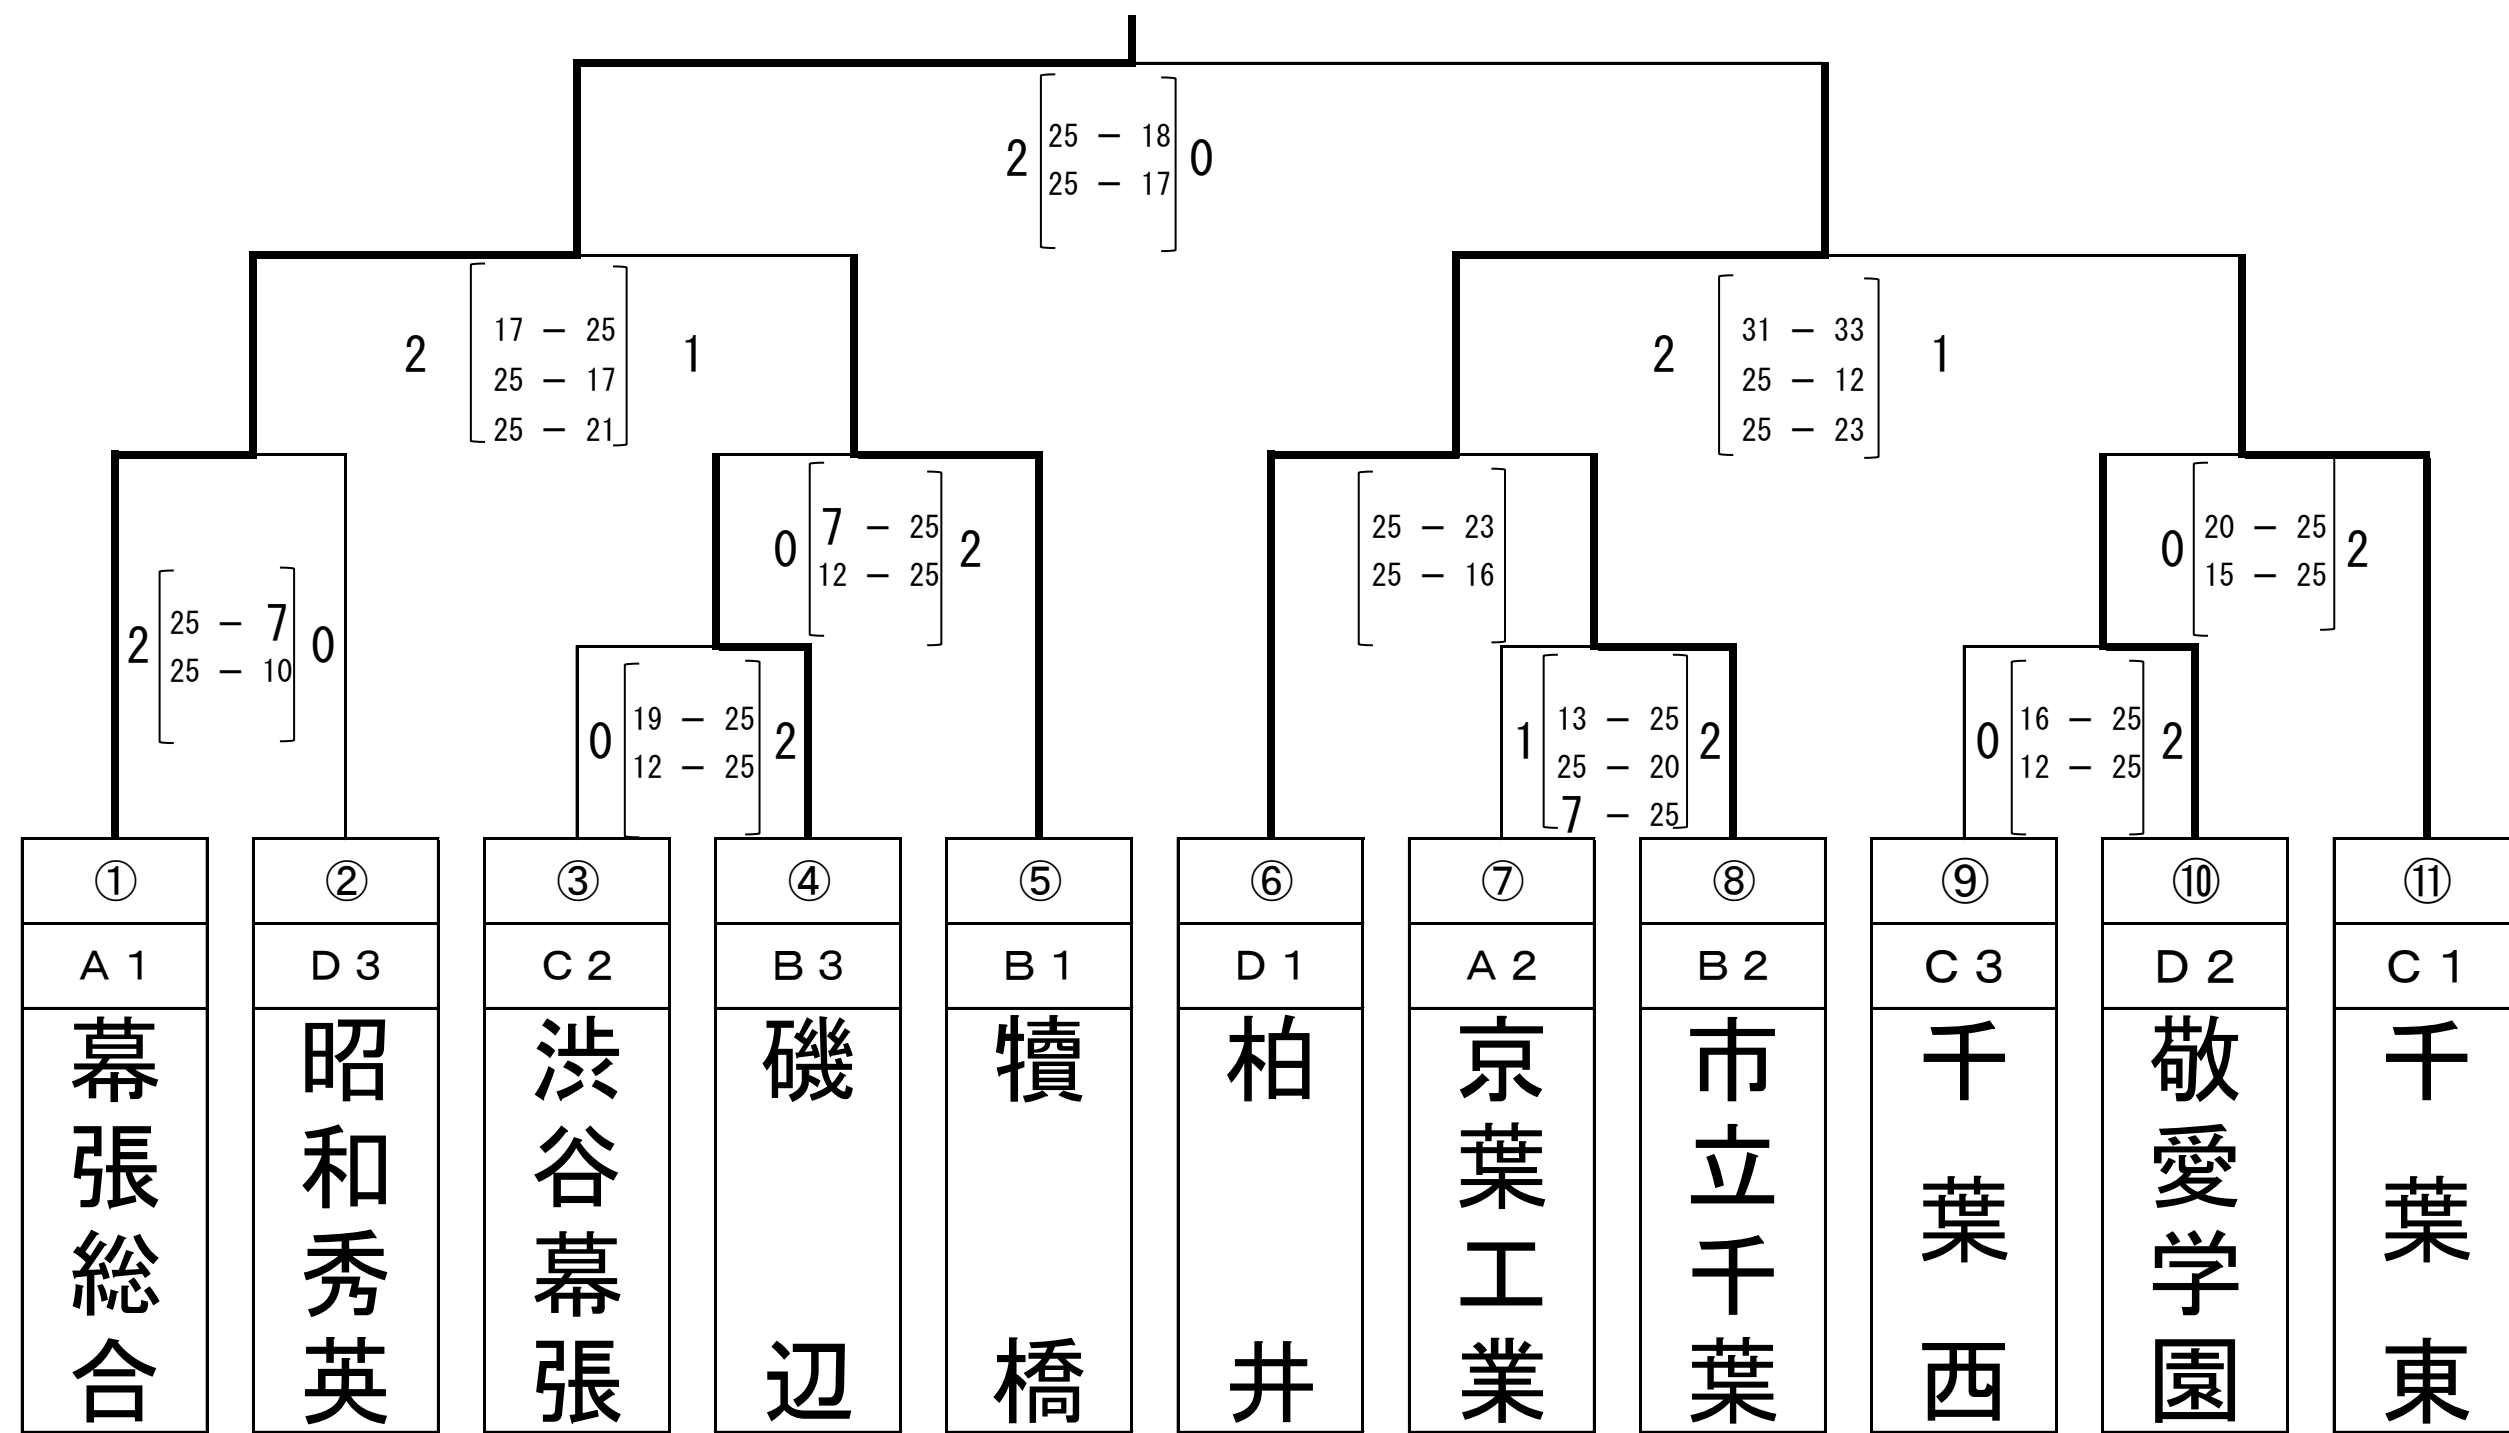 25 − 18
2 0
25 − 17
17 − 25
31 − 33
2 1
2 1
25 − 17
25 − 12
25 − 21
25 − 23
7 − 25
25 − 23
20 − 25
0 2
0 2
12 − 25
25 − 16
15 − 25
25 − 7
2 0
25 − 10
19 − 25
13 − 25
16 − 25
0 2
1 2
0 2
12 − 25
25 − 20
12 − 25
7 − 25
① ② ③ ④ ⑤ ⑥ ⑦ ⑧ ⑨ ⑩ ⑪
A1 D3 C2 B3 B1 D1 A2 B2 C3 D2 C1
幕張総合
昭和秀英
渋谷幕張
磯辺
犢橋
柏井
京葉工業
市立千葉
千葉西
敬愛学園
千葉東